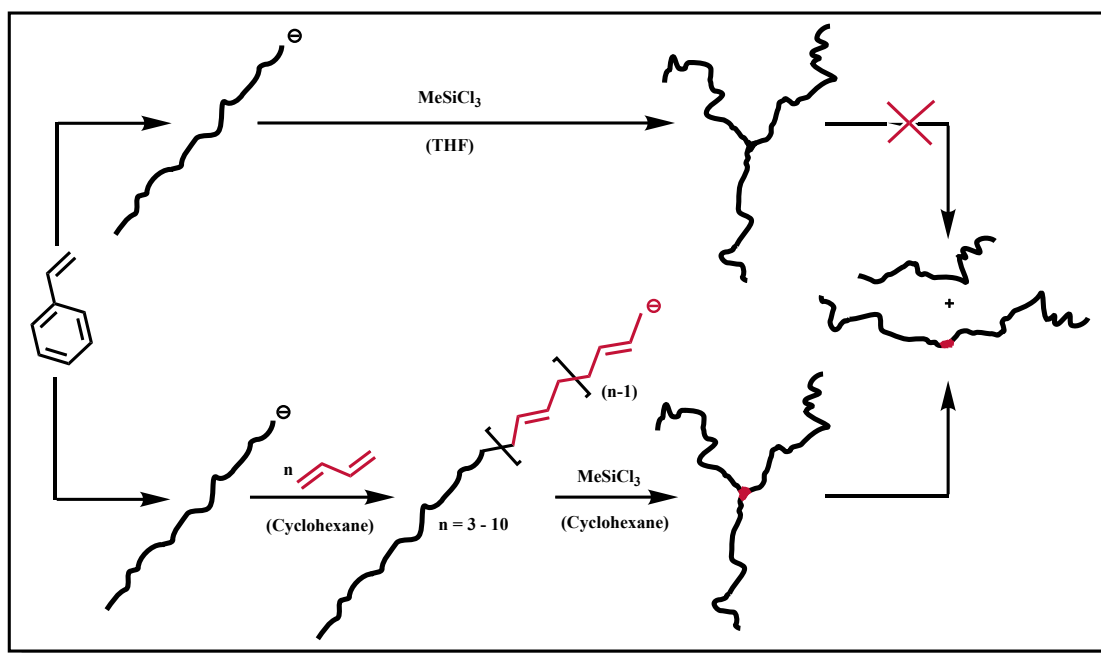 ⊖
MeSiCl₃
(THF)
+
⊖
(n-1)
⊖
n
(Cyclohexane)
n = 3 - 10
MeSiCl₃
(Cyclohexane)